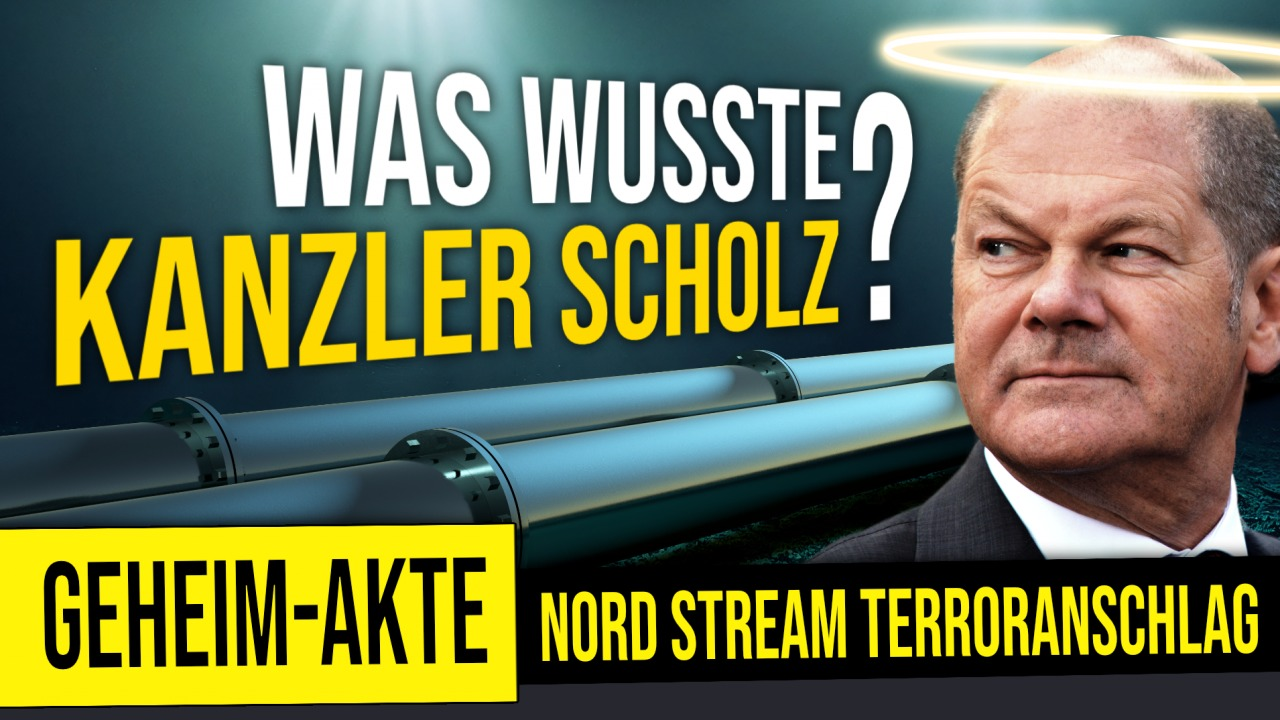 WAS WUSSTE
KANZLER SCHOLZ?
GEHEIM-AKTE
NORD STREAM TERRORANSCHLAG